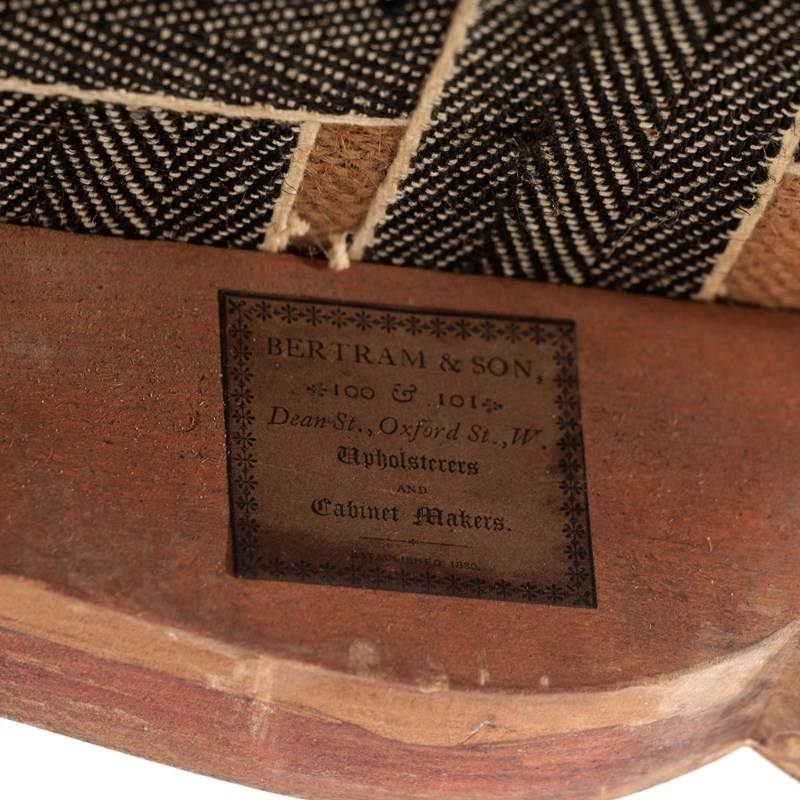 BERTRAM & SON,
100 & 101
Dean St., Oxford St., W.
Upholsterers
AND
Cabinet Makers.
ESTABLISHED 1880.